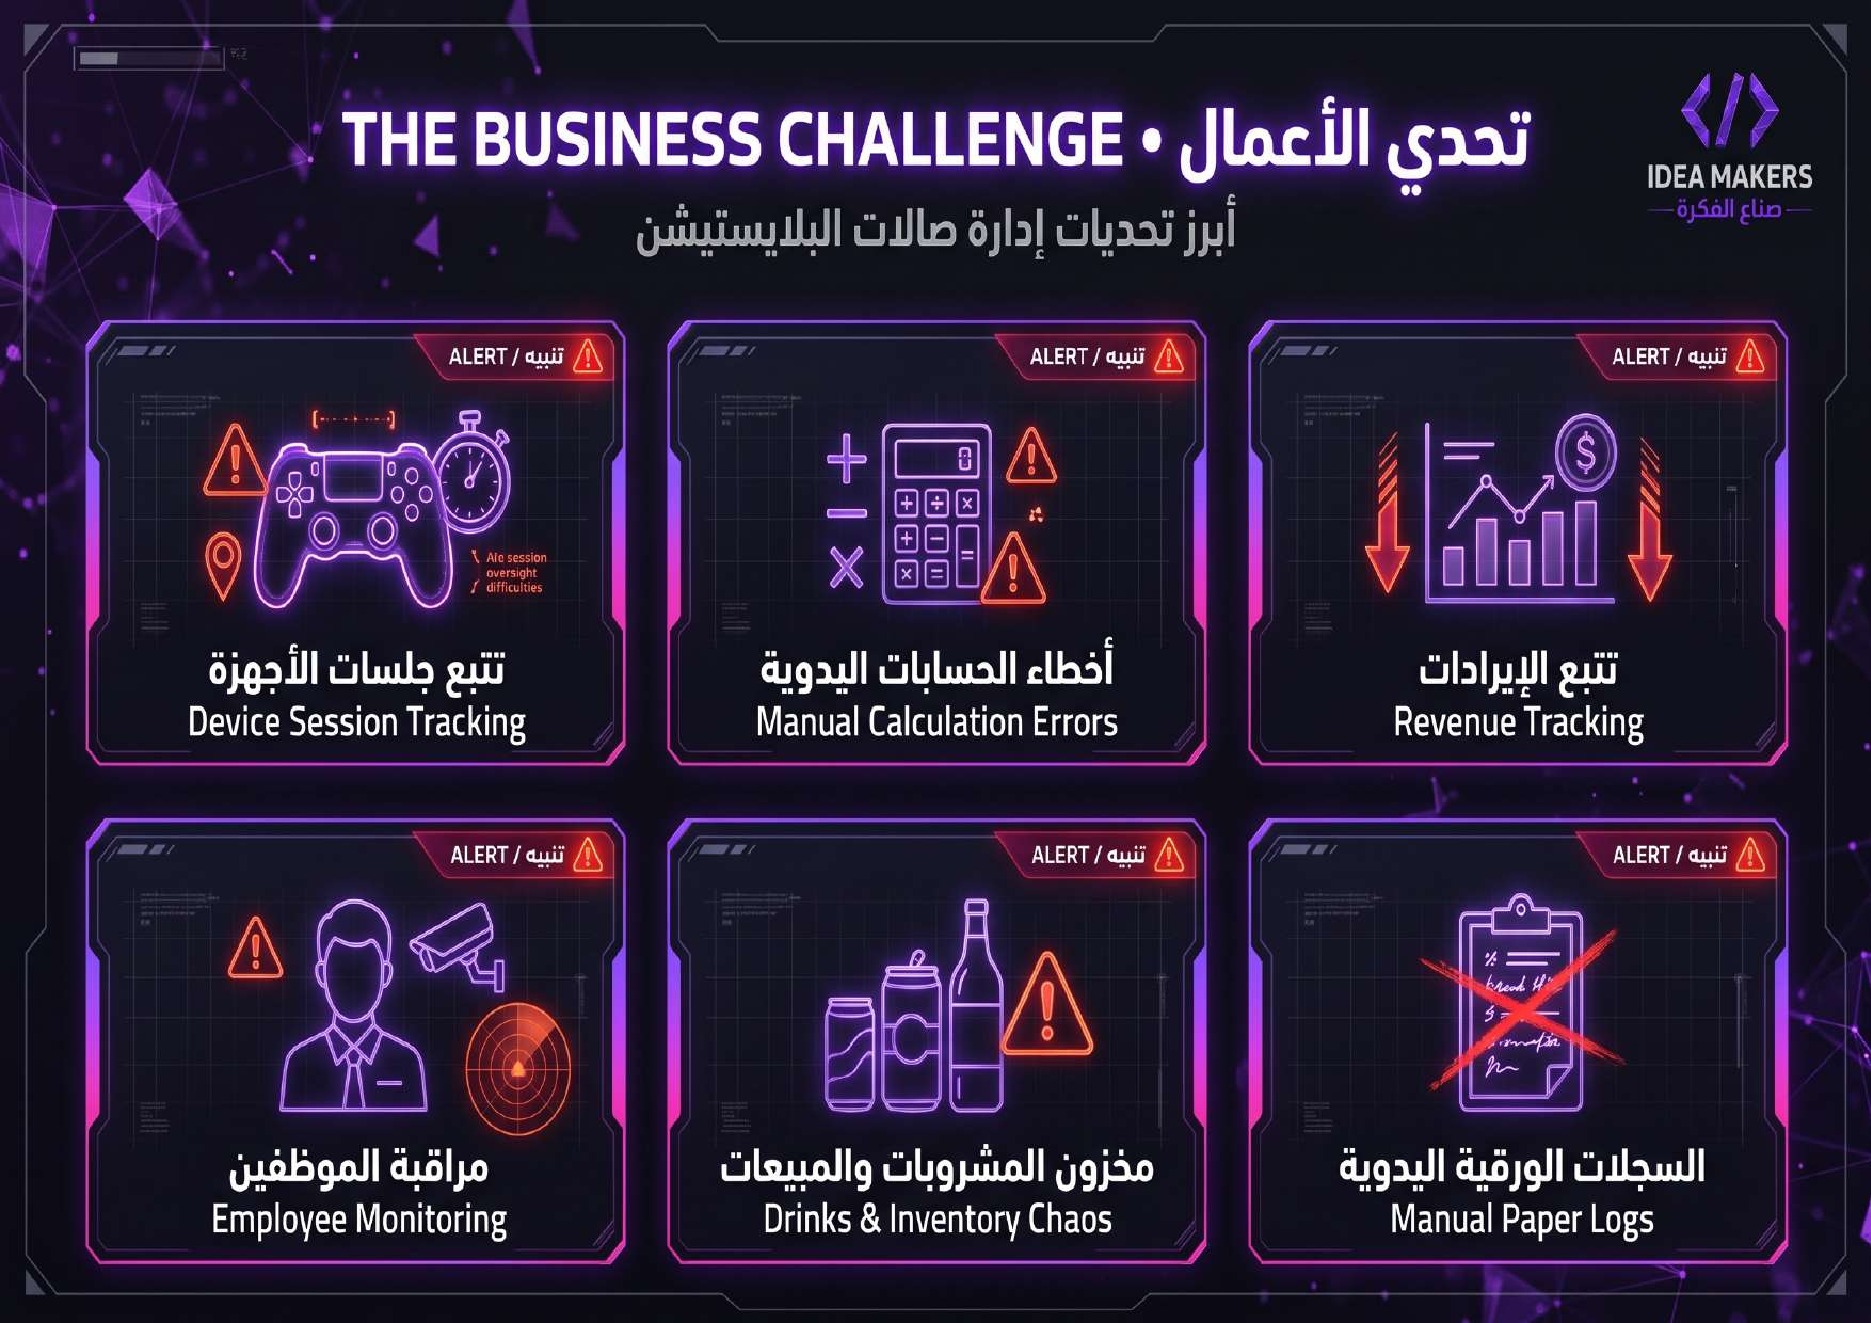 THE BUSINESS CHALLENGE • تحدي الأعمال
أبرز تحديات إدارة صالات البلايستيشن
IDEA MAKERS
صناع الفكرة
ALERT / تنبيه
Aie session
oversight
difficulties
تتبع جلسات الأجهزة
Device Session Tracking
ALERT / تنبيه
أخطاء الحسابات اليدوية
Manual Calculation Errors
ALERT / تنبيه
$
تتبع الإيرادات
Revenue Tracking
ALERT / تنبيه
مراقبة الموظفين
Employee Monitoring
ALERT / تنبيه
مخزون المشروبات والمبيعات
Drinks & Inventory Chaos
ALERT / تنبيه
السجلات الورقية اليدوية
Manual Paper Logs